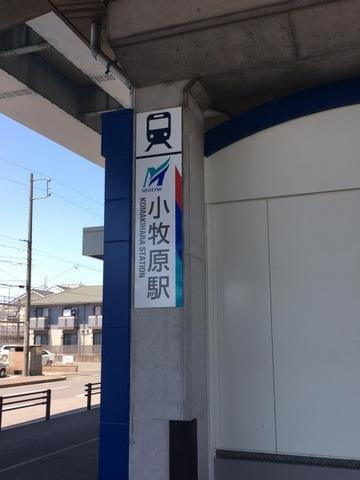 MEITETSU
小牧原駅
KOMAKIHARA STATION